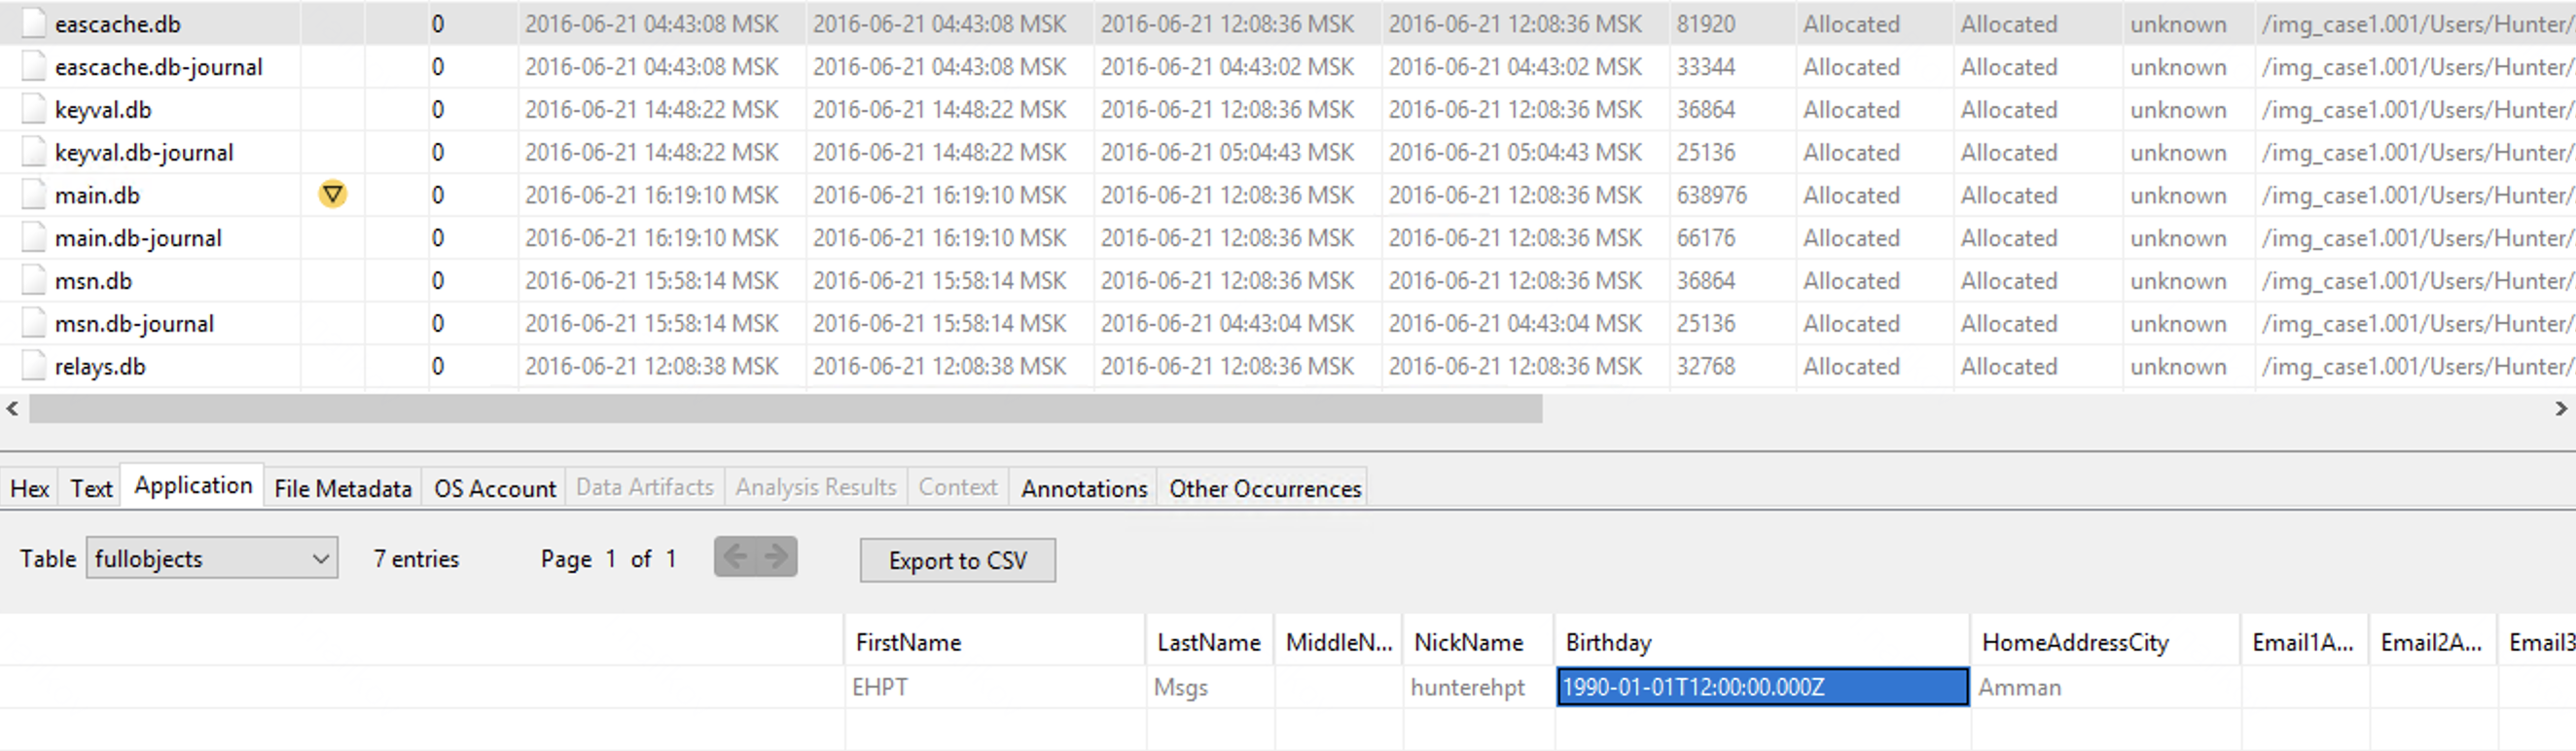 eascache.db 0 2016-06-21 04:43:08 MSK 2016-06-21 04:43:08 MSK 2016-06-21 12:08:36 MSK 2016-06-21 12:08:36 MSK 81920 Allocated Allocated unknown /img_case1.001/Users/Hunter/
eascache.db-journal 0 2016-06-21 04:43:08 MSK 2016-06-21 04:43:08 MSK 2016-06-21 04:43:02 MSK 2016-06-21 04:43:02 MSK 33344 Allocated Allocated unknown /img_case1.001/Users/Hunter/
keyval.db 0 2016-06-21 14:48:22 MSK 2016-06-21 14:48:22 MSK 2016-06-21 12:08:36 MSK 2016-06-21 12:08:36 MSK 36864 Allocated Allocated unknown /img_case1.001/Users/Hunter/
keyval.db-journal 0 2016-06-21 14:48:22 MSK 2016-06-21 14:48:22 MSK 2016-06-21 05:04:43 MSK 2016-06-21 05:04:43 MSK 25136 Allocated Allocated unknown /img_case1.001/Users/Hunter/
main.db 0 2016-06-21 16:19:10 MSK 2016-06-21 16:19:10 MSK 2016-06-21 12:08:36 MSK 2016-06-21 12:08:36 MSK 638976 Allocated Allocated unknown /img_case1.001/Users/Hunter/
main.db-journal 0 2016-06-21 16:19:10 MSK 2016-06-21 16:19:10 MSK 2016-06-21 12:08:36 MSK 2016-06-21 12:08:36 MSK 66176 Allocated Allocated unknown /img_case1.001/Users/Hunter/
msn.db 0 2016-06-21 15:58:14 MSK 2016-06-21 15:58:14 MSK 2016-06-21 12:08:36 MSK 2016-06-21 12:08:36 MSK 36864 Allocated Allocated unknown /img_case1.001/Users/Hunter/
msn.db-journal 0 2016-06-21 15:58:14 MSK 2016-06-21 15:58:14 MSK 2016-06-21 04:43:04 MSK 2016-06-21 04:43:04 MSK 25136 Allocated Allocated unknown /img_case1.001/Users/Hunter/
relays.db 0 2016-06-21 12:08:38 MSK 2016-06-21 12:08:38 MSK 2016-06-21 12:08:36 MSK 2016-06-21 12:08:36 MSK 32768 Allocated Allocated unknown /img_case1.001/Users/Hunter/
Hex Text Application File Metadata OS Account Data Artifacts Analysis Results Context Annotations Other Occurrences
Table fullobjects 7 entries Page 1 of 1 Export to CSV
FirstName LastName MiddleN... NickName Birthday HomeAddressCity Email1A... Email2A... Email3
EHPT Msgs hunterehpt 1990-01-01T12:00:00.000Z Amman